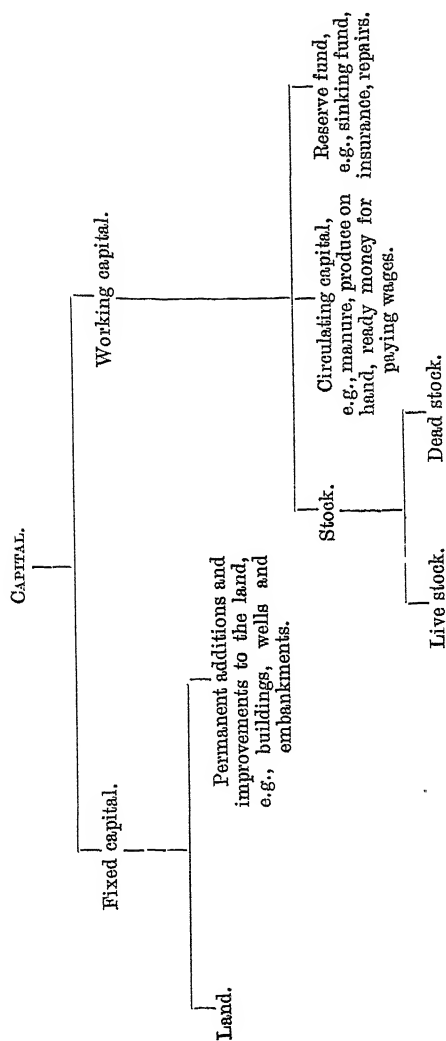 CAPITAL.
Fixed capital.
Working capital.
Land.
Permanent additions and
improvements to the land,
e.g., buildings, wells and
embankments.
Stock.
Circulating capital,
e.g., manure, produce on
hand, ready money for
paying wages.
Reserve fund,
e.g., sinking fund,
insurance, repairs.
Live stock.
Dead stock.